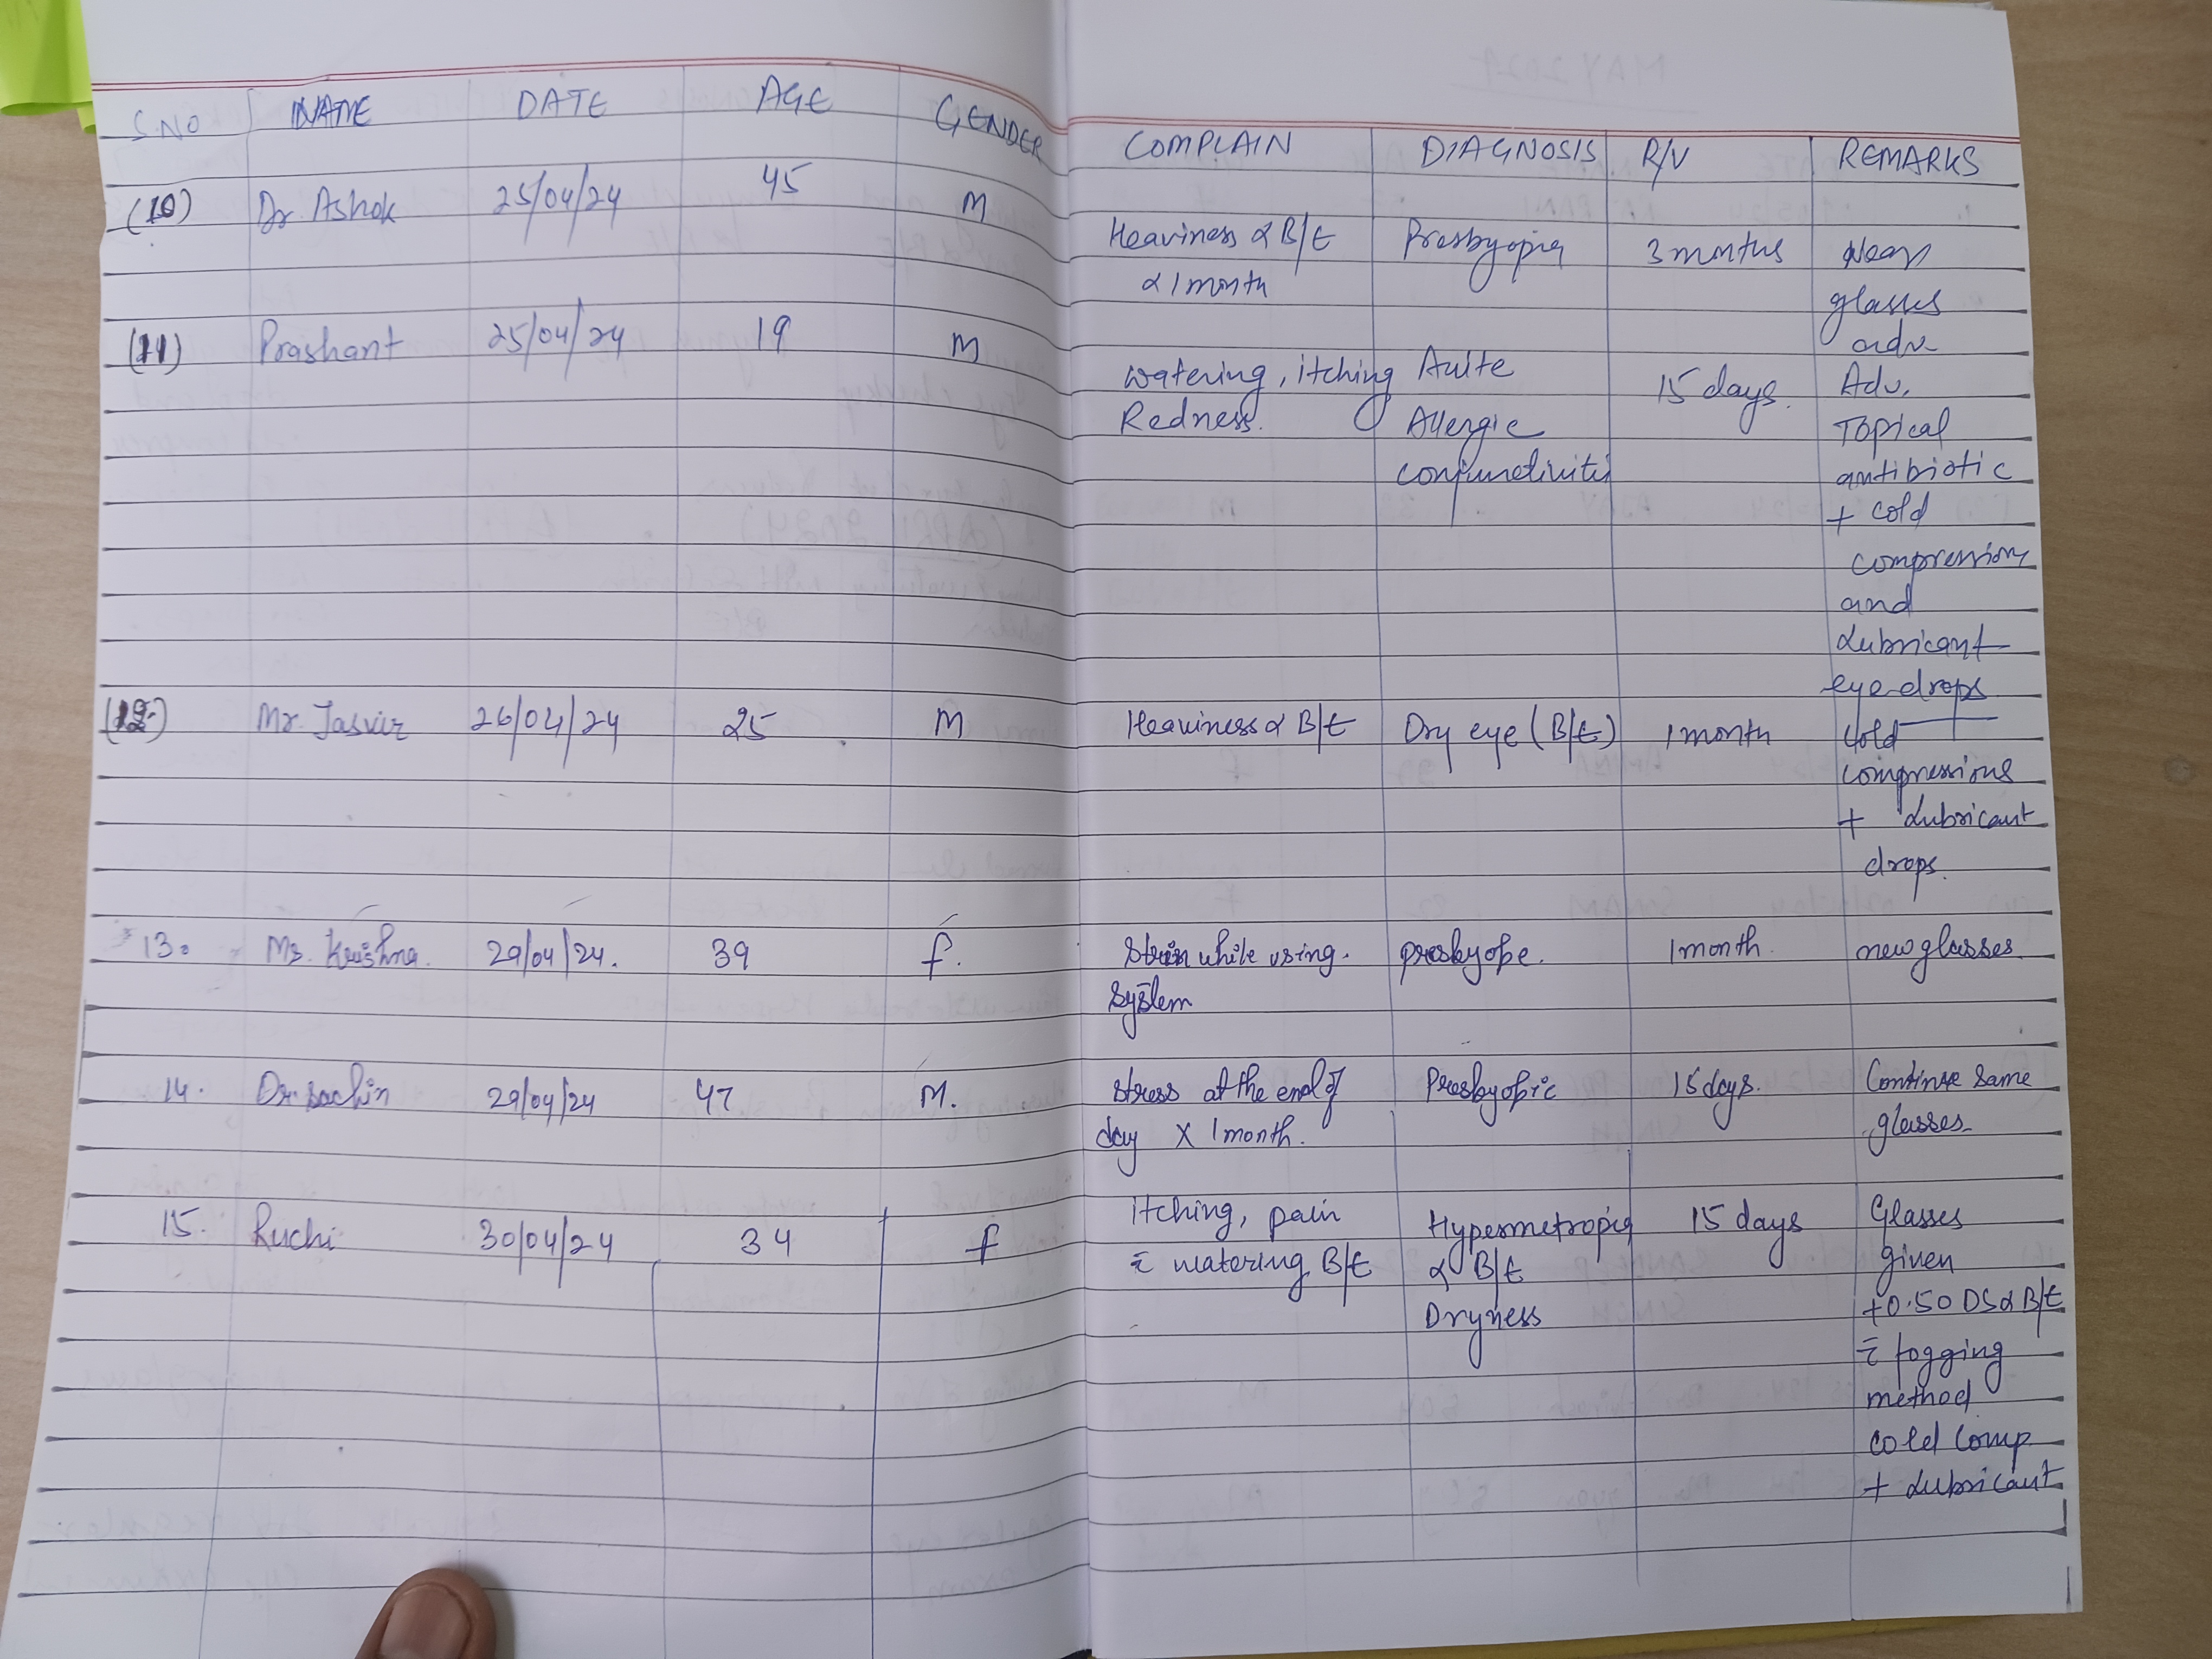 S.NO NAME DATE AGE GENDER COMPLAIN DIAGNOSIS R/V REMARKS
(10) Dr Ashok 25/04/24 45 M Heaviness α B/E Presbyopia 3 months Near
α 1 month glasses
adv
(11) Prashant 25/04/24 19 M watering, itching Auite 15 days. Adv.
Redness. Allergic Topical
conjunctivitis antibiotic
+ cold
compression
and
Lubricant
eye drops
(12) Mr. Jasvir 26/04/24 25 M Heaviness α B/E Dry eye (B/E) 1 month Cold
compressions
+ Lubricant
drops.
13. Ms. Krishna. 29/04/24. 39 f. Strain while using. presbyope. 1 month. new glasses
System
14. Dr. Sachin 29/04/24 47 M. Stress at the end of Presbyopic 15 days. Continue same
day X 1 month. glasses
15. Ruchi 30/04/24 34 f itching, pain Hypermetropia 15 days Glasses
c̄ watering B/E α B/E given
Dryness +0.50 DS α B/E
c̄ fogging
method
cold comp
+ Lubricant